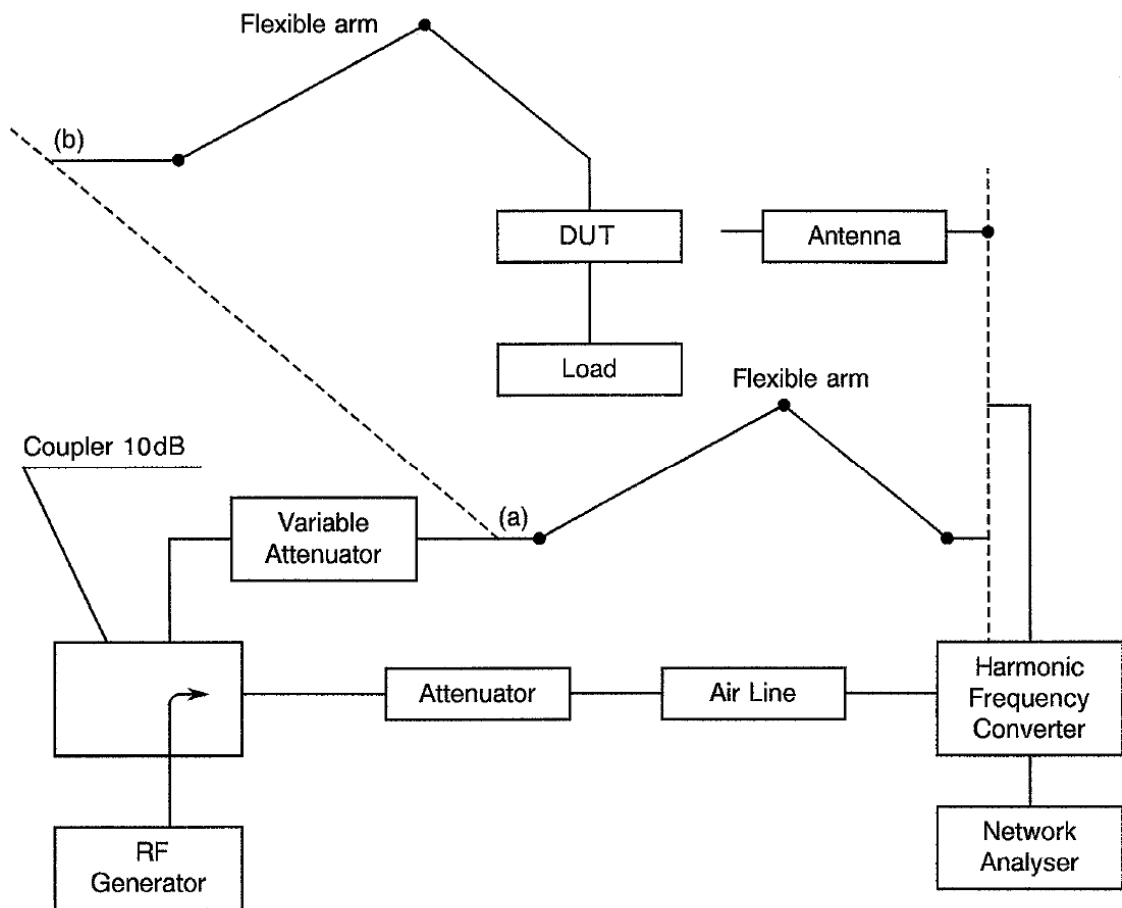 Flexible arm
(b)
DUT
Antenna
Load
Flexible arm
Coupler 10dB
Variable
Attenuator
(a)
Attenuator
Air Line
Harmonic
Frequency
Converter
RF
Generator
Network
Analyser